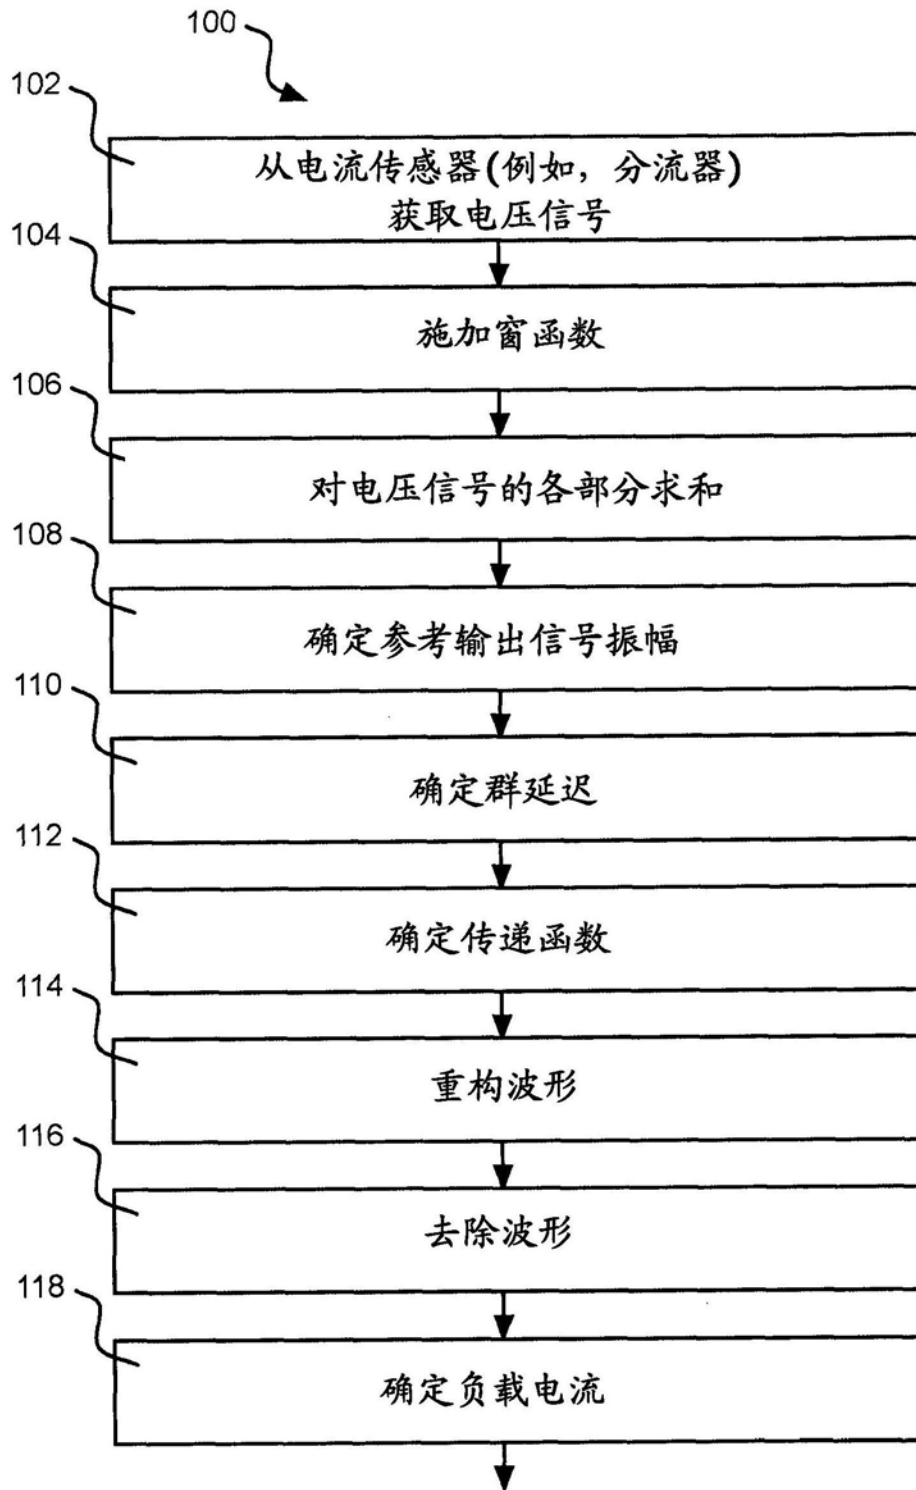 100
102
从电流传感器(例如，分流器)
获取电压信号
104
施加窗函数
106
对电压信号的各部分求和
108
确定参考输出信号振幅
110
确定群延迟
112
确定传递函数
114
重构波形
116
去除波形
118
确定负载电流